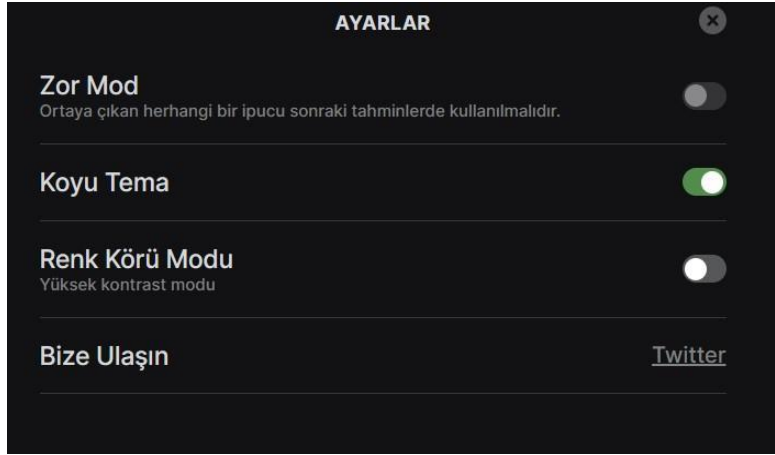 AYARLAR
Zor Mod
Ortaya çıkan herhangi bir ipucu sonraki tahminlerde kullanılmalıdır.
Koyu Tema
Renk Körü Modu
Yüksek kontrast modu
Bize Ulaşın
Twitter